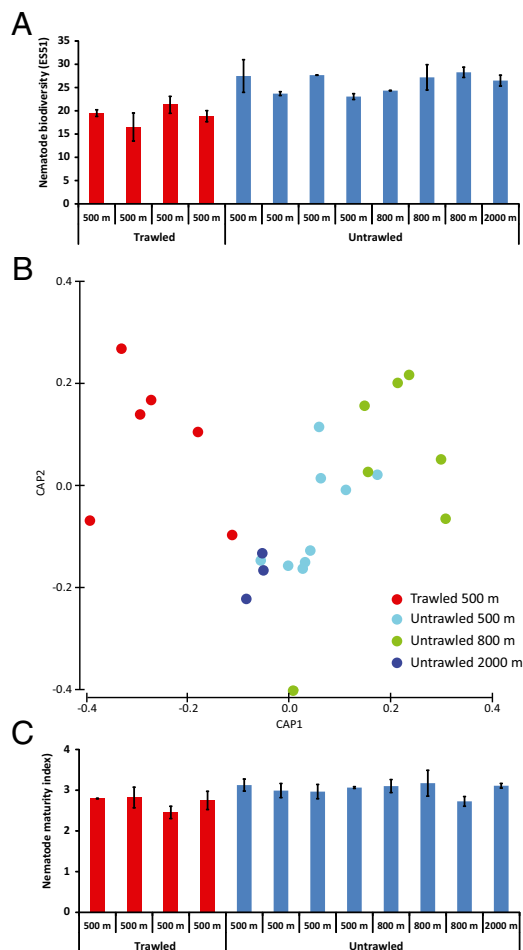 A
Nematode biodiversity (ES51)
35
30
25
20
15
10
5
0
500 m 500 m 500 m 500 m 500 m 500 m 500 m 500 m 800 m 800 m 800 m 2000 m
Trawled Untrawled
B
0.4
0.2
0.0
-0.2
-0.4
CAP2
Trawled 500 m
Untrawled 500 m
Untrawled 800 m
Untrawled 2000 m
-0.4 -0.2 0.0 0.2 0.4
CAP1
C
Nematode maturity index)
4
3
2
1
0
500 m 500 m 500 m 500 m 500 m 500 m 500 m 500 m 800 m 800 m 800 m 2000 m
Trawled Untrawled